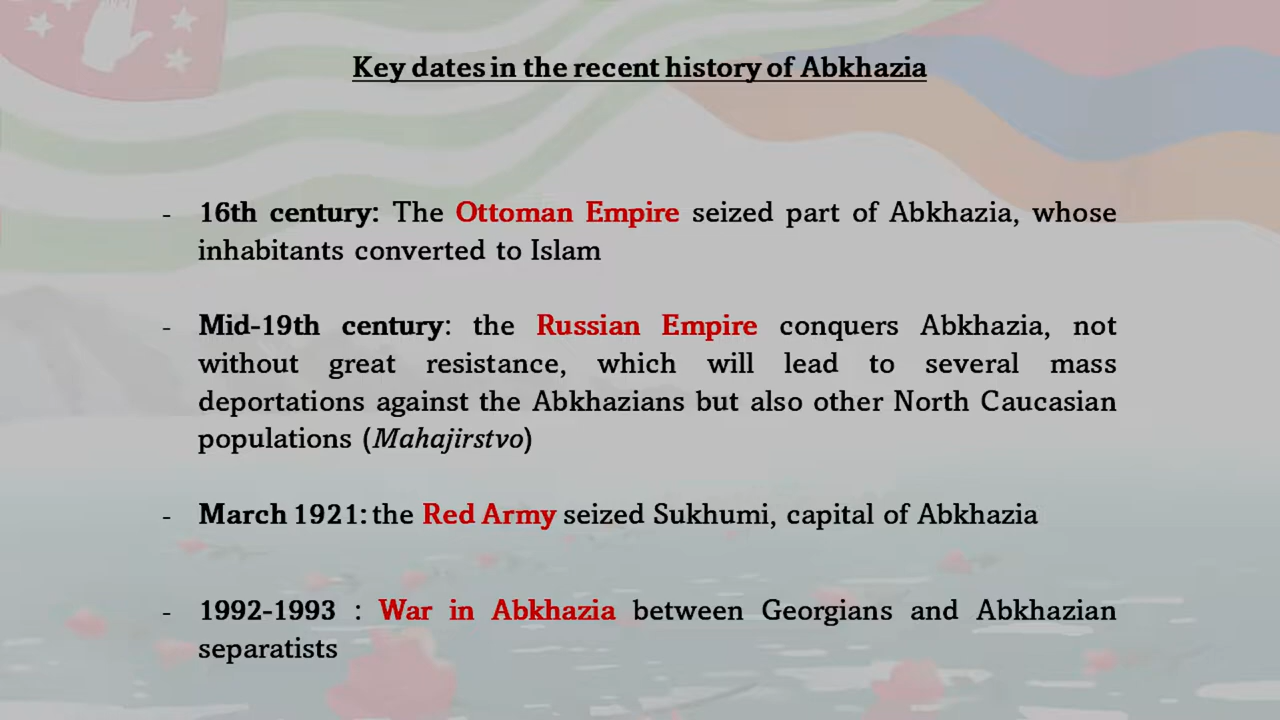 Key dates in the recent history of Abkhazia
- 16th century: The Ottoman Empire seized part of Abkhazia, whose
inhabitants converted to Islam
- Mid-19th century: the Russian Empire conquers Abkhazia, not
without great resistance, which will lead to several mass
deportations against the Abkhazians but also other North Caucasian
populations (Mahajirstvo)
- March 1921: the Red Army seized Sukhumi, capital of Abkhazia
- 1992-1993 : War in Abkhazia between Georgians and Abkhazian
separatists